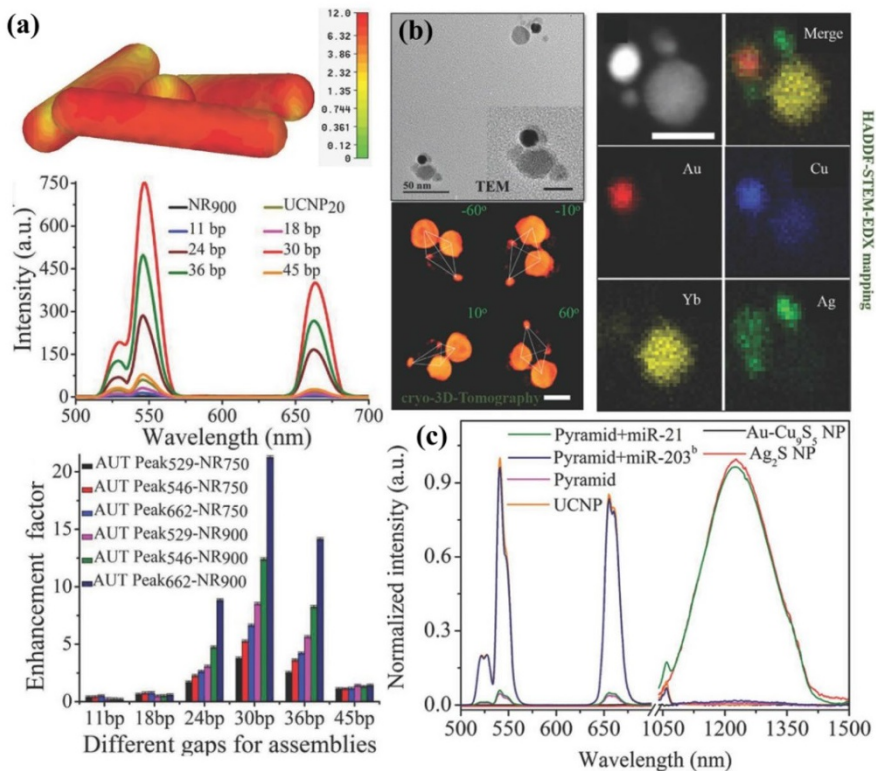 (a)
12.0
6.32
5.12
4.12
3.00
2.35
1.35
0.744
0.361
0.12
0
750
600
450
300
150
0
Intensity (a.u.)
NR900
UCNP20
11 bp
18 bp
24 bp
30 bp
36 bp
45 bp
500
550
600
650
700
Wavelength (nm)
20
15
10
5
0
Enhancement factor
AUT Peak529-NR750
AUT Peak546-NR750
AUT Peak662-NR750
AUT Peak529-NR900
AUT Peak546-NR900
AUT Peak662-NR900
11bp
18bp
24bp
30bp
36bp
45bp
Different gaps for assemblies
(b)
50 nm
TEM
-60°
-10°
10°
60°
cryo-3D-Tomography
Merge
Au
Cu
Yb
Ag
HADDF-STEM-EDX mapping
(c)
Pyramid+miR-21
Pyramid+miR-203ᵇ
Pyramid
UCNP
Au-Cu₉S₅ NP
Ag₂S NP
0.9
0.6
0.3
0.0
Normalized intensity (a.u.)
500
550
600
650
1050
1200
1350
1500
Wavelength (nm)